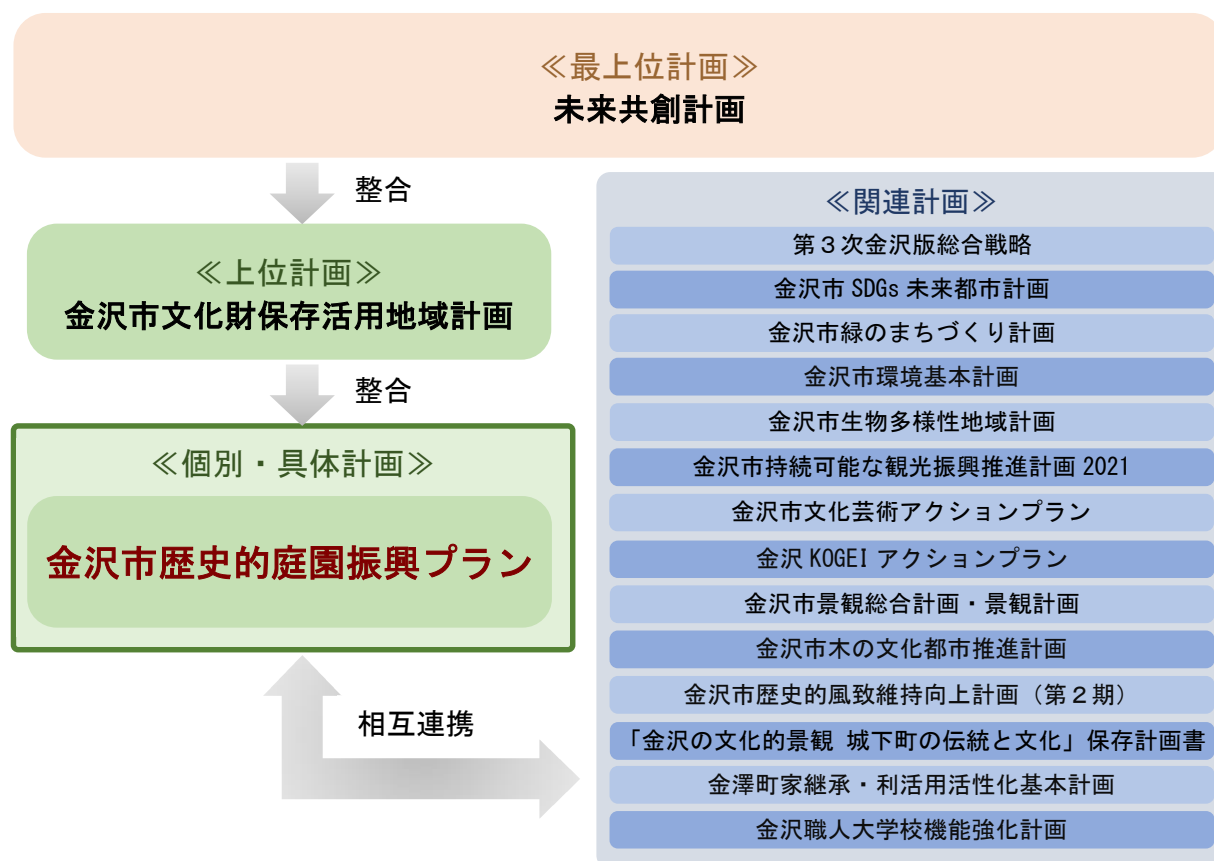 ≪最上位計画≫
未来共創計画
整合
≪上位計画≫
金沢市文化財保存活用地域計画
整合
≪個別・具体計画≫
金沢市歴史的庭園振興プラン
相互連携
≪関連計画≫
第３次金沢版総合戦略
金沢市 SDGs 未来都市計画
金沢市緑のまちづくり計画
金沢市環境基本計画
金沢市生物多様性地域計画
金沢市持続可能な観光振興推進計画 2021
金沢市文化芸術アクションプラン
金沢 KOGEI アクションプラン
金沢市景観総合計画・景観計画
金沢市木の文化都市推進計画
金沢市歴史的風致維持向上計画（第２期）
「金沢の文化的景観 城下町の伝統と文化」保存計画書
金澤町家継承・利活用活性化基本計画
金沢職人大学校機能強化計画